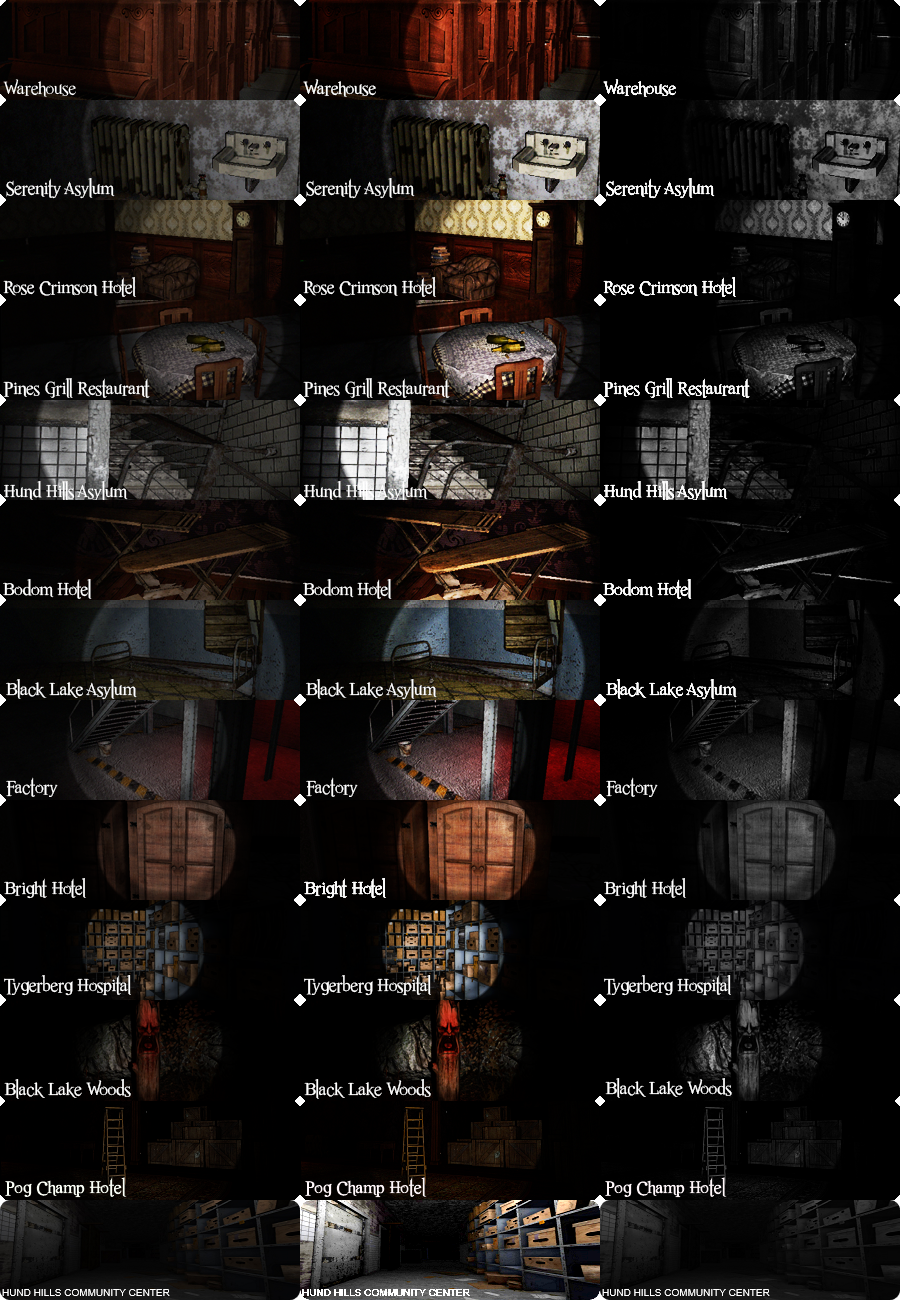 Warehouse Warehouse Warehouse
Serenity Asylum Serenity Asylum Serenity Asylum
Rose Crimson Hotel Rose Crimson Hotel Rose Crimson Hotel
Pines Grill Restaurant Pines Grill Restaurant Pines Grill Restaurant
Hund Hills Asylum Hund Hills Asylum Hund Hills Asylum
Bodom Hotel Bodom Hotel Bodom Hotel
Black Lake Asylum Black Lake Asylum Black Lake Asylum
Factory Factory Factory
Bright Hotel Bright Hotel Bright Hotel
Tygerberg Hospital Tygerberg Hospital Tygerberg Hospital
Black Lake Woods Black Lake Woods Black Lake Woods
Pog Champ Hotel Pog Champ Hotel Pog Champ Hotel
HUND HILLS COMMUNITY CENTER HUND HILLS COMMUNITY CENTER HUND HILLS COMMUNITY CENTER